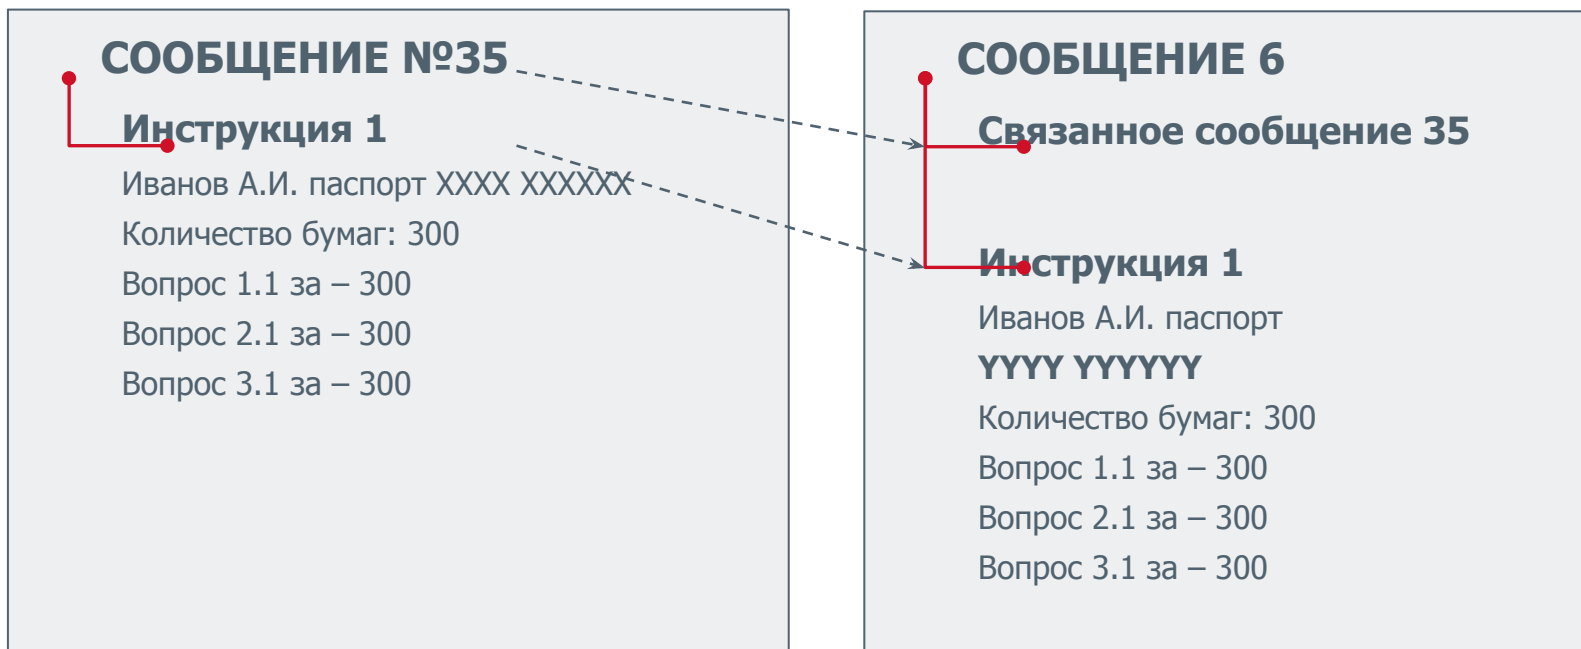 СООБЩЕНИЕ №35
Инструкция 1
Иванов А.И. паспорт XXXX XXXXXX
Количество бумаг: 300
Вопрос 1.1 за – 300
Вопрос 2.1 за – 300
Вопрос 3.1 за – 300
СООБЩЕНИЕ 6
Связанное сообщение 35
Инструкция 1
Иванов А.И. паспорт
YYYY YYYYYY
Количество бумаг: 300
Вопрос 1.1 за – 300
Вопрос 2.1 за – 300
Вопрос 3.1 за – 300